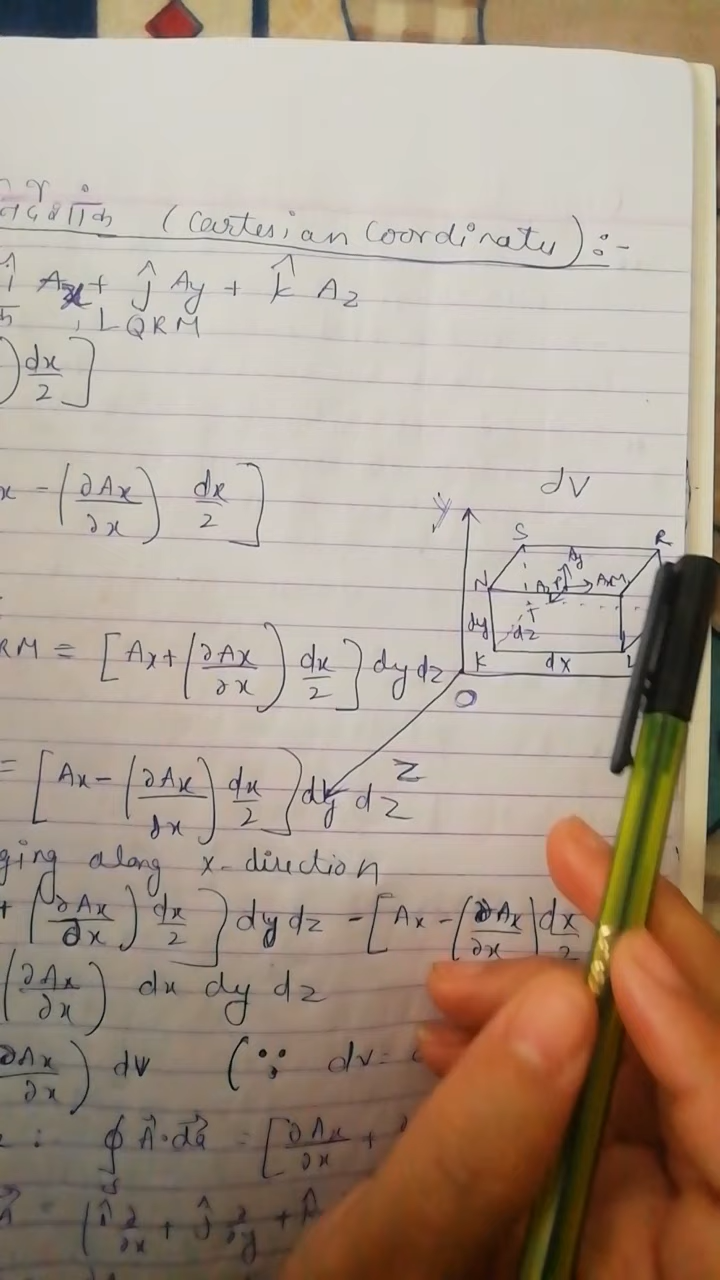 (Cartesian Coordinate) :-
î Ax + ĵ Ay + k̂ Az
, LQRM
) dx/2 ]
x - (∂Ax/∂x) dx/2 ]
dv
y
S R
Ay
N Ax M
P
T
dy dz
K dx L
O
RM = [Ax + (∂Ax/∂x) dx/2] dy dz
z
= [Ax - (∂Ax/∂x) dx/2] dy dz
along x-direction
+ (∂Ax/∂x) dx/2 ] dy dz - [Ax - (∂Ax/∂x) dx/2
(∂Ax/∂x) dx dy dz
∂Ax/∂x) dv (∵ dv =
: ∮s A⃗·da⃗ = [∂Ax/∂x +
= (î ∂/∂x + ĵ ∂/∂y +